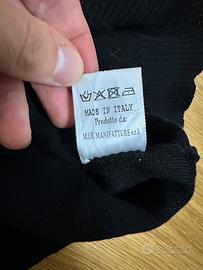 MADE IN ITALY
Prodotto da:
M.I.R. MANIFATTURE s.r.l.